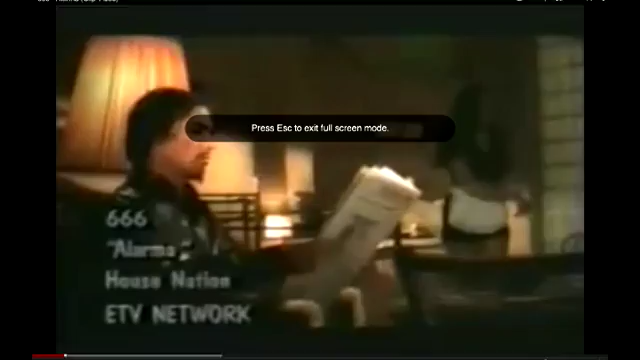 Press Esc to exit full screen mode.
666
"Alarma"
House Nation
ETV NETWORK